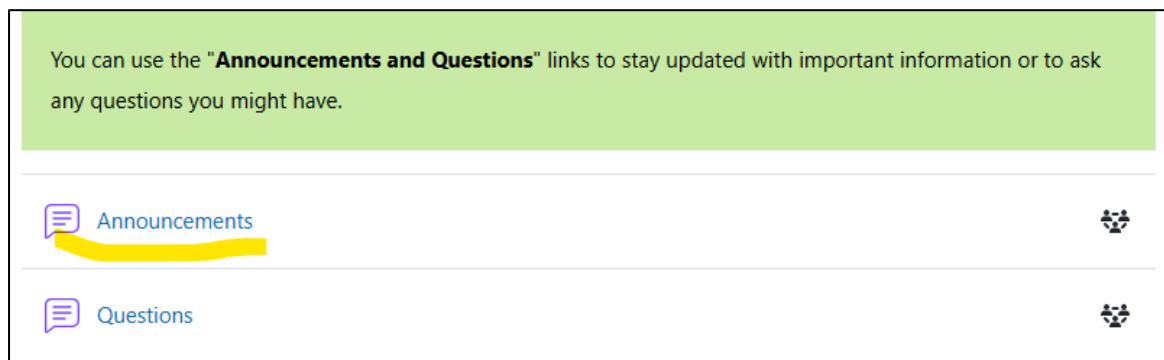 You can use the "Announcements and Questions" links to stay updated with important information or to ask
any questions you might have.
Announcements
Questions